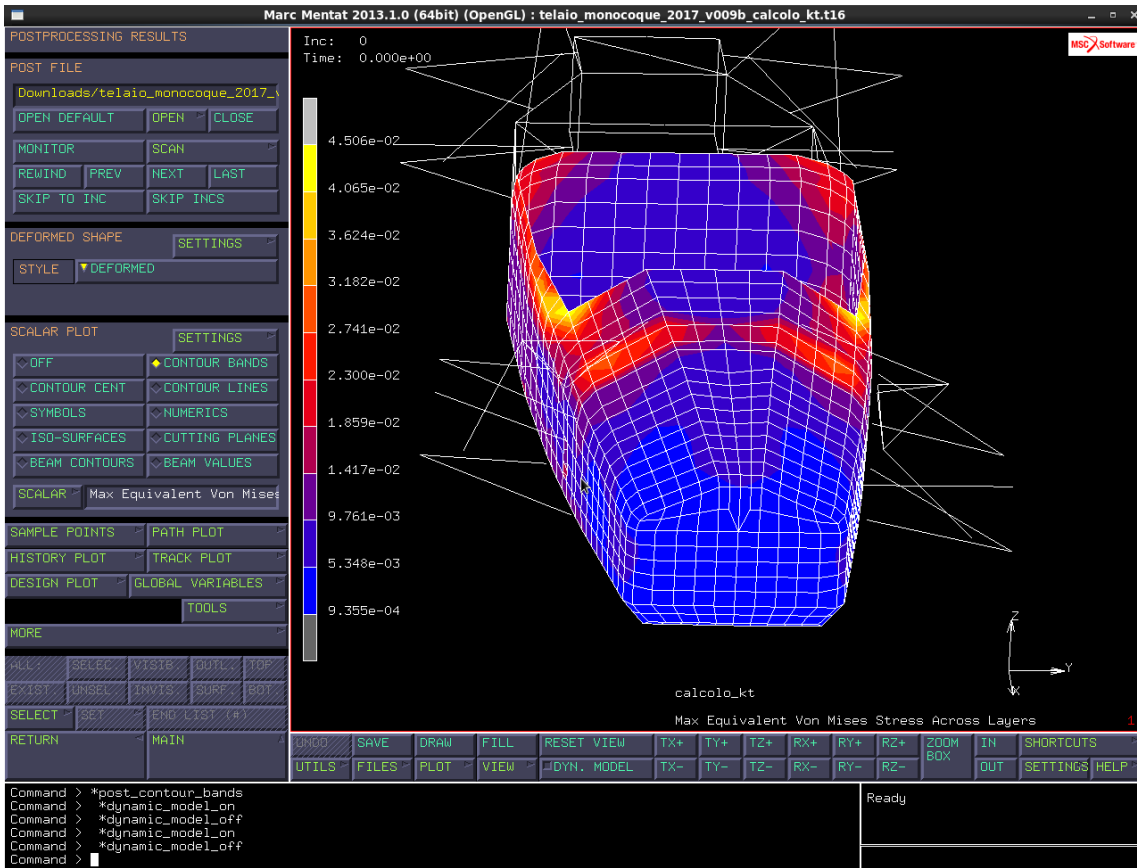 Marc Mentat 2013.1.0 (64bit) (OpenGL) : telaio_monocoque_2017_v009b_calcolo_kt.t16
POSTPROCESSING RESULTS
POST FILE
Downloads/telaio_monocoque_2017_v
OPEN DEFAULT OPEN CLOSE
MONITOR SCAN
REWIND PREV NEXT LAST
SKIP TO INC SKIP INCS
DEFORMED SHAPE SETTINGS
STYLE DEFORMED
SCALAR PLOT SETTINGS
OFF CONTOUR BANDS
CONTOUR CENT CONTOUR LINES
SYMBOLS NUMERICS
ISO-SURFACES CUTTING PLANES
BEAM CONTOURS BEAM VALUES
SCALAR Max Equivalent Von Mises
SAMPLE POINTS PATH PLOT
HISTORY PLOT TRACK PLOT
DESIGN PLOT GLOBAL VARIABLES
TOOLS
MORE
ALL: SELEC. VISIB. OUTL. TOP
EXIST. UNSEL. INVIS. SURF. BOT.
SELECT SET END LIST (#)
RETURN MAIN
Inc: 0
Time: 0.000e+00
MSC Software
4.506e-02
4.065e-02
3.624e-02
3.182e-02
2.741e-02
2.300e-02
1.859e-02
1.417e-02
9.761e-03
5.348e-03
9.355e-04
Z
Y
X
calcolo_kt
Max Equivalent Von Mises Stress Across Layers
1
UNDO SAVE DRAW FILL RESET VIEW TX+ TY+ TZ+ RX+ RY+ RZ+ ZOOM BOX IN SHORTCUTS
UTILS FILES PLOT VIEW DYN. MODEL TX- TY- TZ- RX- RY- RZ- OUT SETTINGS HELP
Command > *post_contour_bands
Command > *dynamic_model_on
Command > *dynamic_model_off
Command > *dynamic_model_on
Command > *dynamic_model_off
Command >
Ready